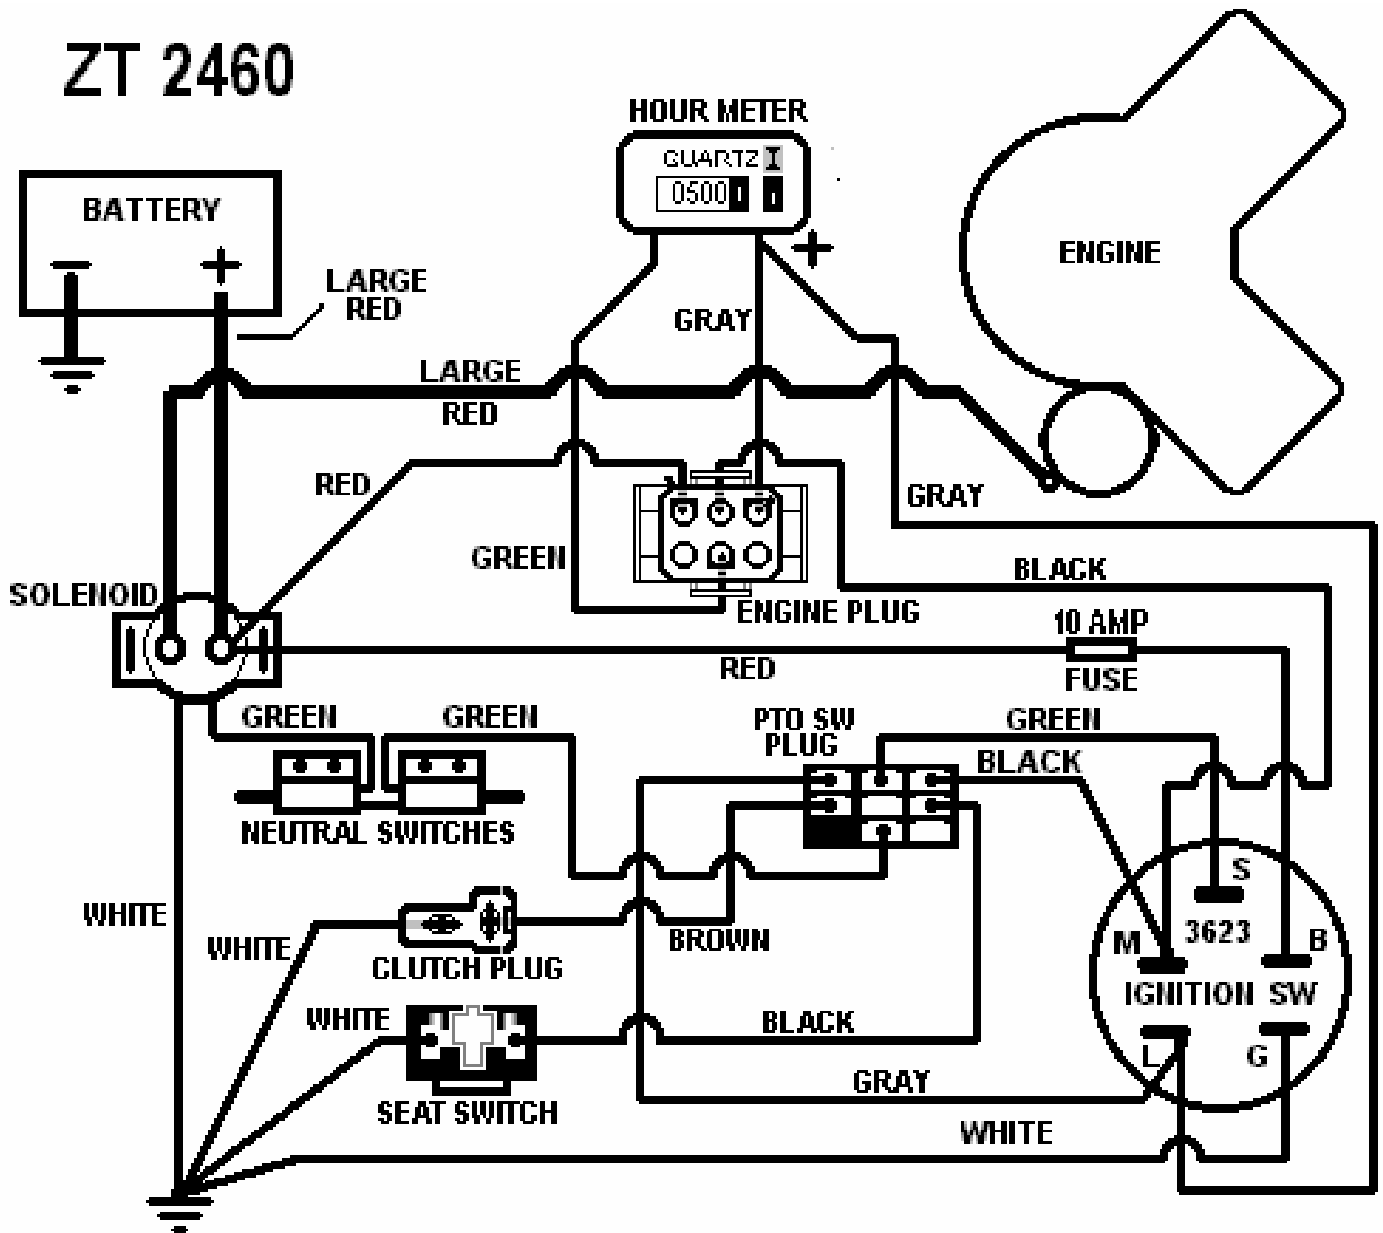 ZT 2460
HOUR METER
QUARTZ I
0500
BATTERY
− +
+
ENGINE
LARGE
RED
GRAY
LARGE
RED
RED
GRAY
GREEN
BLACK
SOLENOID
ENGINE PLUG
10 AMP
RED
FUSE
GREEN
GREEN
PTO SW
PLUG
GREEN
BLACK
NEUTRAL SWITCHES
S
WHITE
WHITE
BROWN
M
3623
B
CLUTCH PLUG
IGNITION SW
WHITE
BLACK
L
G
GRAY
SEAT SWITCH
WHITE